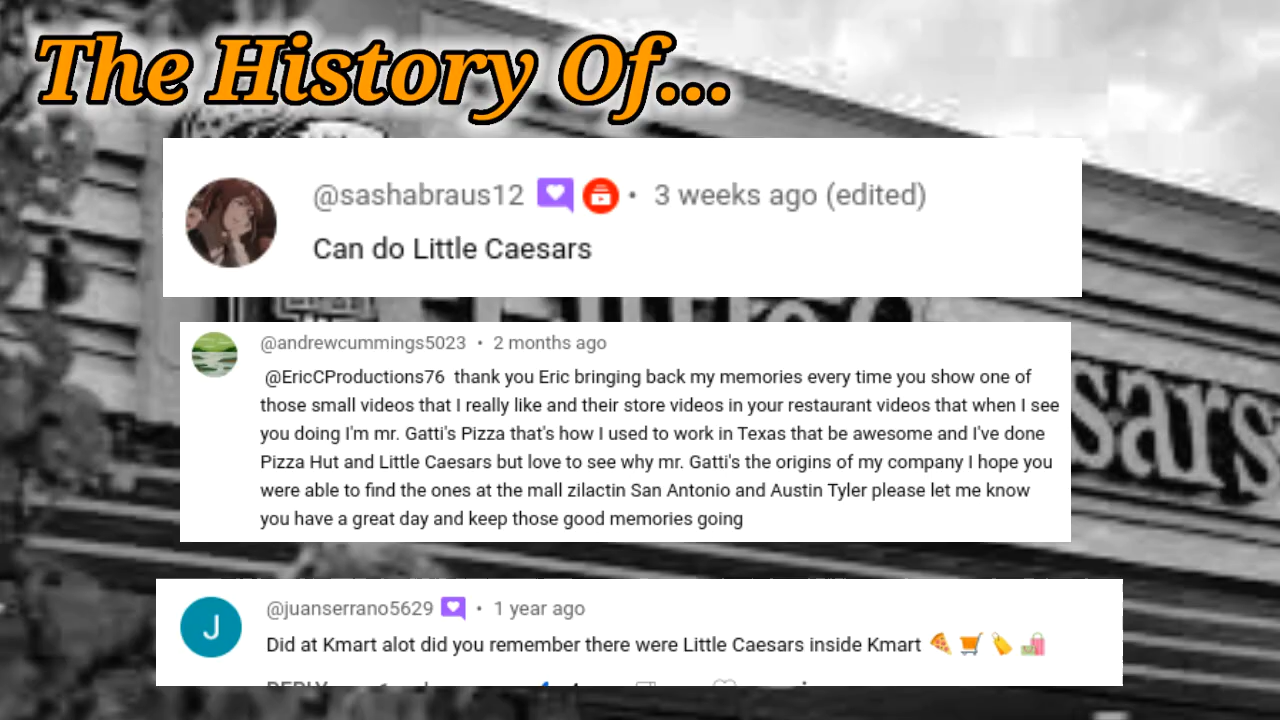 The History Of...
@sashabraus12 • 3 weeks ago (edited)
Can do Little Caesars
@andrewcummings5023 • 2 months ago
@EricCProductions76 thank you Eric bringing back my memories every time you show one of
those small videos that I really like and their store videos in your restaurant videos that when I see
you doing I'm mr. Gatti's Pizza that's how I used to work in Texas that be awesome and I've done
Pizza Hut and Little Caesars but love to see why mr. Gatti's the origins of my company I hope you
were able to find the ones at the mall zilactin San Antonio and Austin Tyler please let me know
you have a great day and keep those good memories going
sars
J
@juanserrano5629 • 1 year ago
Did at Kmart alot did you remember there were Little Caesars inside Kmart 🍕 🛒 🏷️ 🛍️